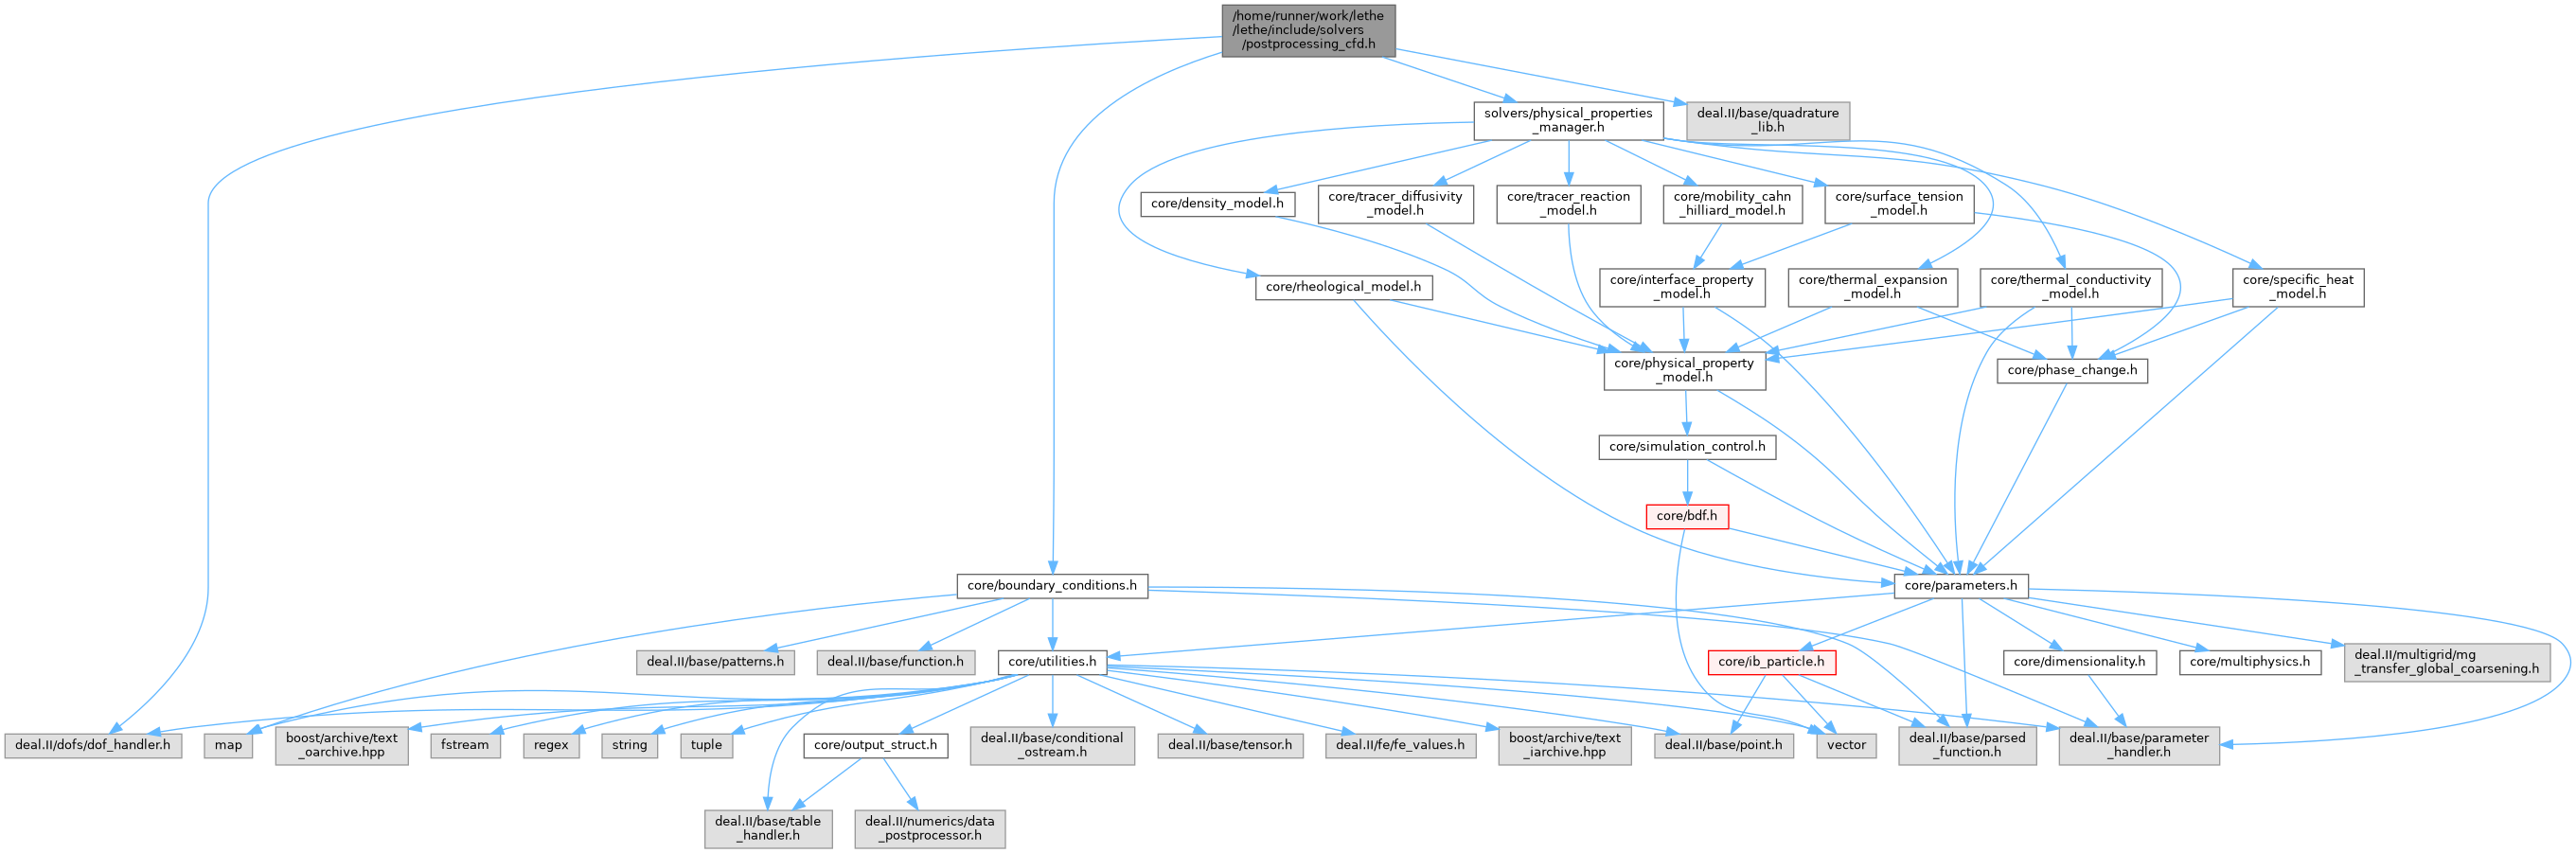 /home/runner/work/lethe
/lethe/include/solvers
/postprocessing_cfd.h
solvers/physical_properties
_manager.h
deal.II/base/quadrature
_lib.h
core/density_model.h
core/tracer_diffusivity
_model.h
core/tracer_reaction
_model.h
core/mobility_cahn
_hilliard_model.h
core/surface_tension
_model.h
core/rheological_model.h
core/interface_property
_model.h
core/thermal_expansion
_model.h
core/thermal_conductivity
_model.h
core/specific_heat
_model.h
core/physical_property
_model.h
core/phase_change.h
core/simulation_control.h
core/bdf.h
core/boundary_conditions.h
core/parameters.h
deal.II/base/patterns.h
deal.II/base/function.h
core/utilities.h
core/ib_particle.h
core/dimensionality.h
core/multiphysics.h
deal.II/multigrid/mg
_transfer_global_coarsening.h
deal.II/dofs/dof_handler.h
map
boost/archive/text
_oarchive.hpp
fstream
regex
string
tuple
core/output_struct.h
deal.II/base/conditional
_ostream.h
deal.II/base/tensor.h
deal.II/fe/fe_values.h
boost/archive/text
_iarchive.hpp
deal.II/base/point.h
vector
deal.II/base/parsed
_function.h
deal.II/base/parameter
_handler.h
deal.II/base/table
_handler.h
deal.II/numerics/data
_postprocessor.h